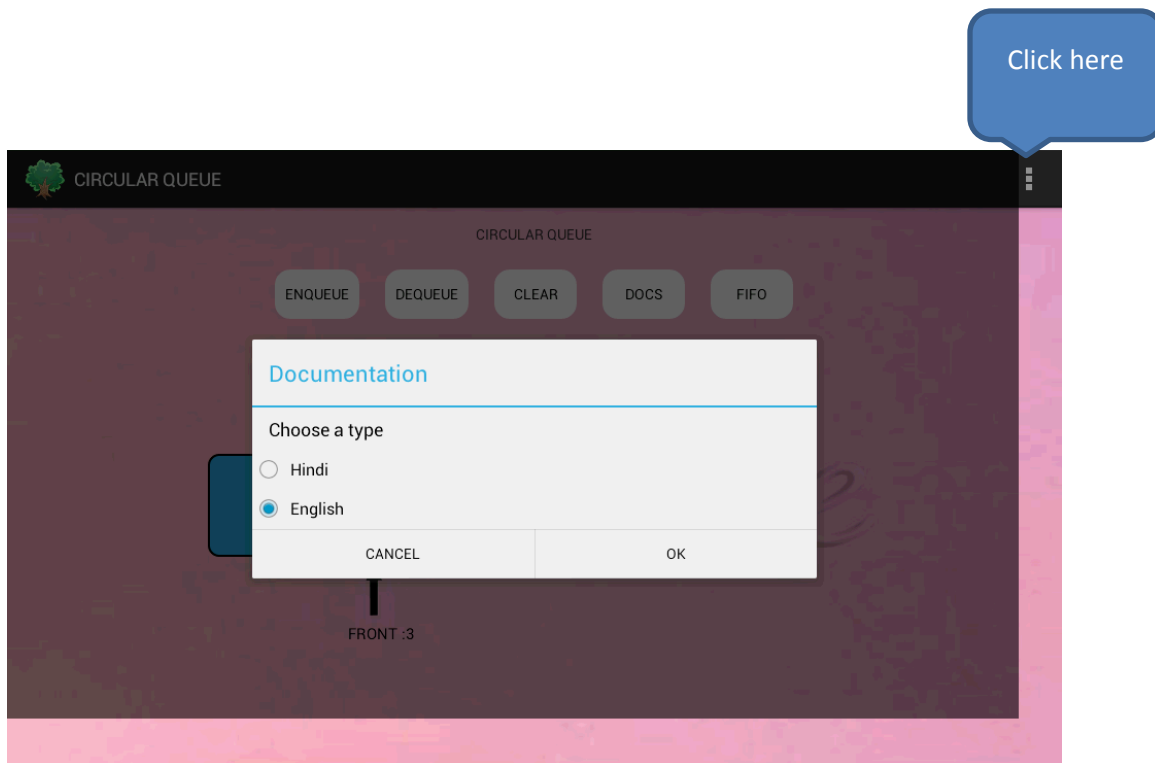 Click here
CIRCULAR QUEUE
CIRCULAR QUEUE
ENQUEUE DEQUEUE CLEAR DOCS FIFO
Documentation
Choose a type
Hindi
English
CANCEL OK
FRONT :3